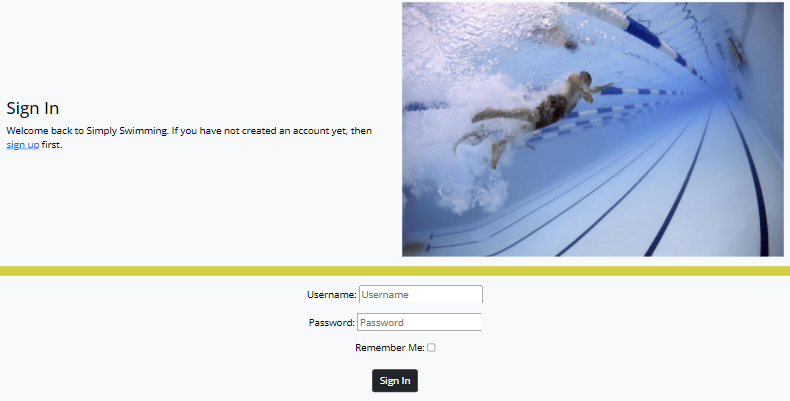 Sign In
Welcome back to Simply Swimming. If you have not created an account yet, then
sign up first.
Username: Username
Password: Password
Remember Me:
Sign In